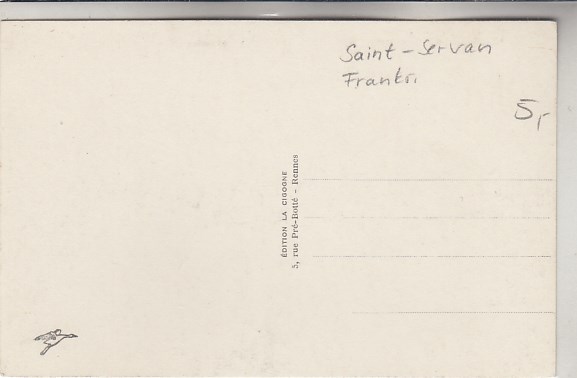 Saint-Servan
Frankr.
5,-
ÉDITION LA CIGOGNE
5, rue Pré-Botté - Rennes